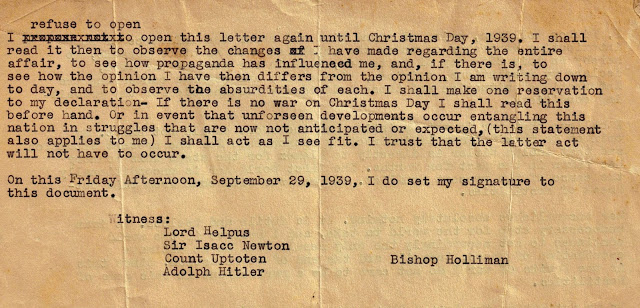 refuse to open
I propose not to open this letter again until Christmas Day, 1939. I shall
read it then to observe the changes of I have made regarding the entire
affair, to see how propaganda has influenced me, and, if there is, to
see how the opinion I have then differs from the opinion I am writing down
to day, and to observe the absurdities of each. I shall make one reservation
to my declaration- If there is no war on Christmas Day I shall read this
before hand. Or in event that unforseen developments occur entangling this
nation in struggles that are now not anticipated or expected,(this statement
also applies to me) I shall act as I see fit. I trust that the latter act
will not have to occur.
On this Friday Afternoon, September 29, 1939,. I do set my signature to
this document.
Witness:
Lord Helpus
Sir Isacc Newton
Count Uptoten
Adolph Hitler
Bishop Holliman